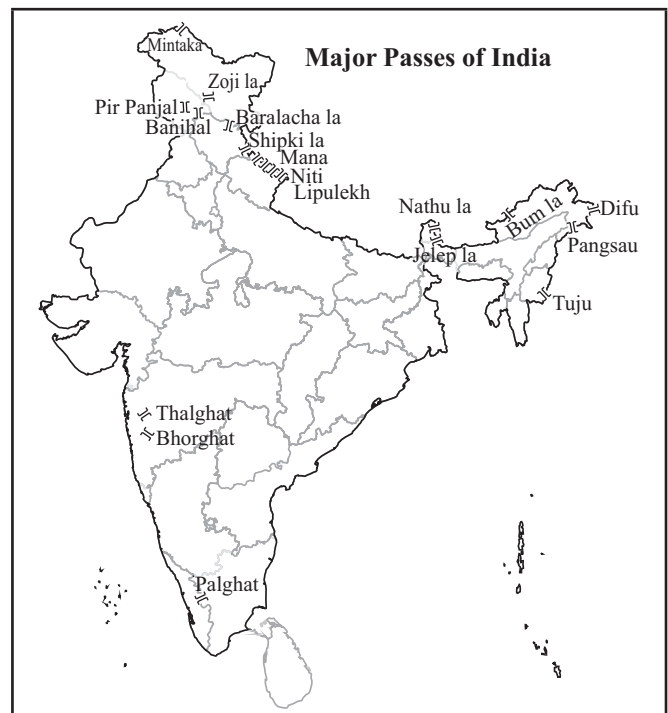 Major Passes of India
Mintaka
Zoji la
Pir Panjal
Banihal
Baralacha la
Shipki la
Mana
Niti
Lipulekh
Nathu la
Jelep la
Bum la
Difu
Pangsau
Tuju
Thalghat
Bhorghat
Palghat